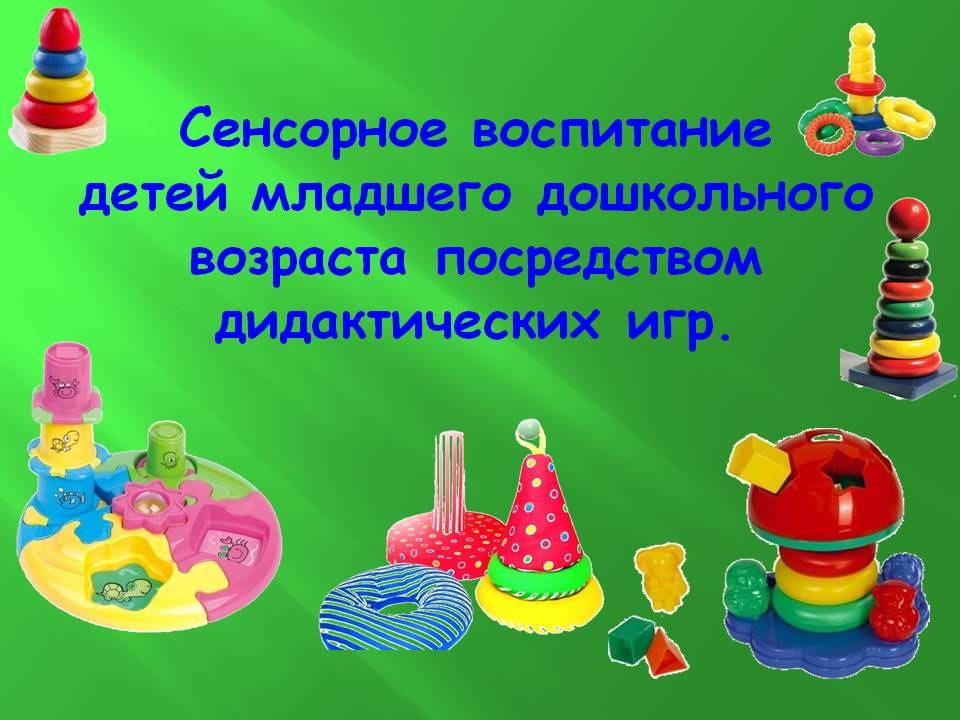 Сенсорное воспитание
детей младшего дошкольного
возраста посредством
дидактических игр.